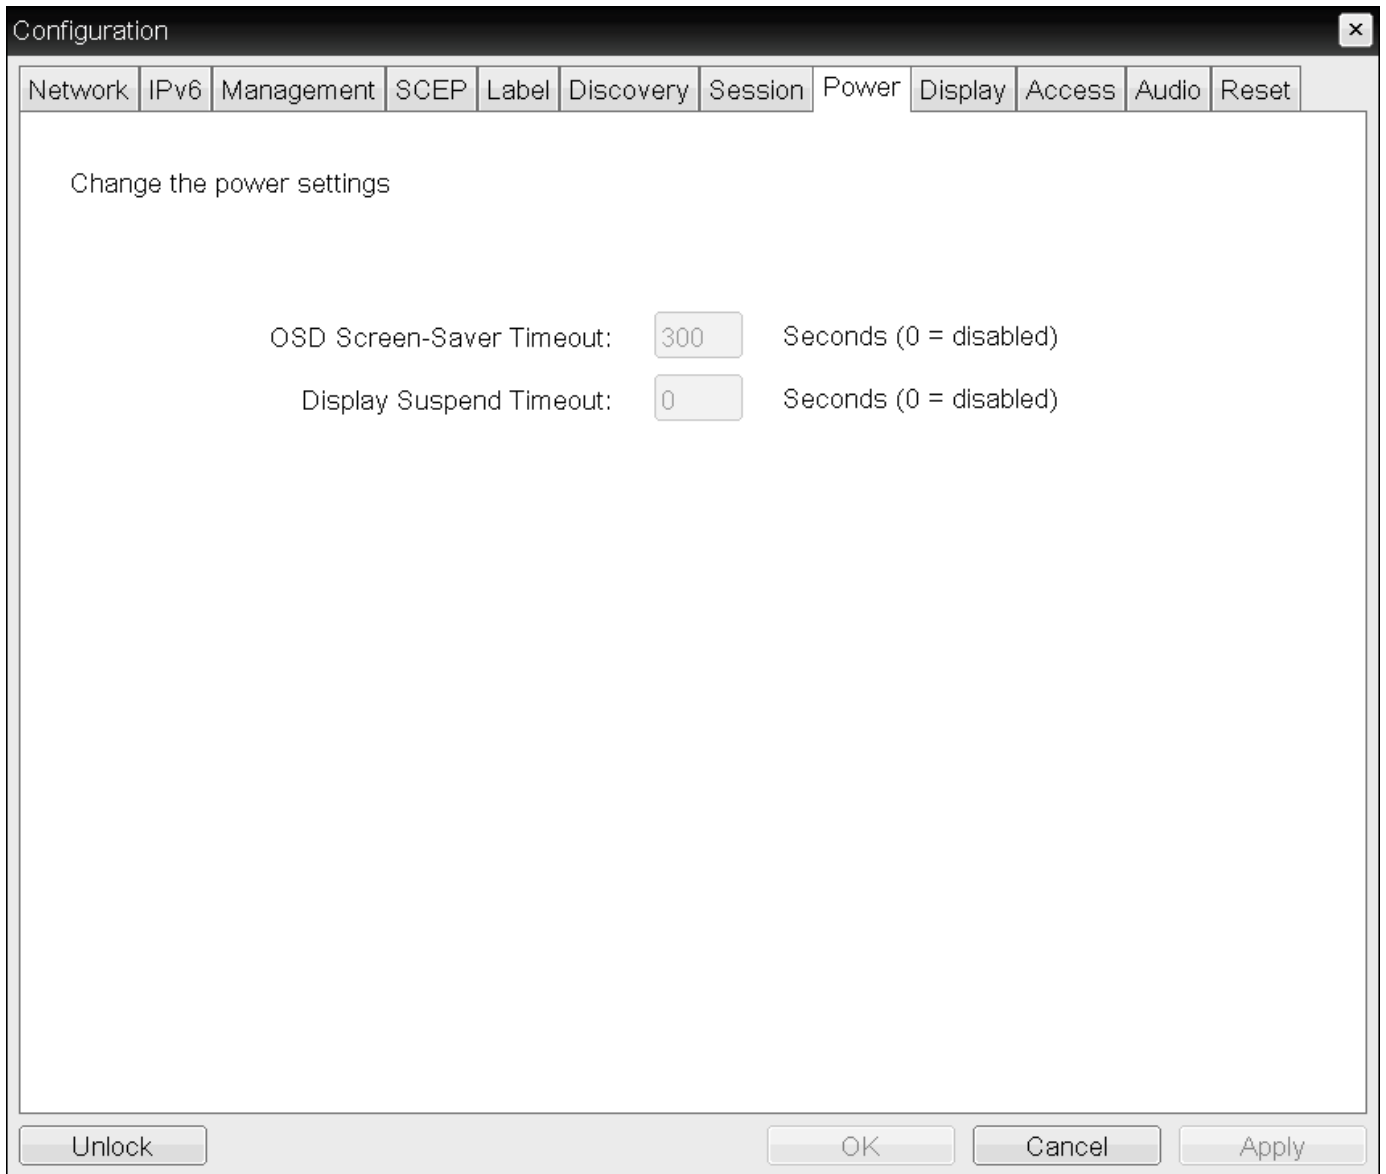 Configuration
Network IPv6 Management SCEP Label Discovery Session Power Display Access Audio Reset
Change the power settings
OSD Screen-Saver Timeout: 300 Seconds (0 = disabled)
Display Suspend Timeout: 0 Seconds (0 = disabled)
Unlock OK Cancel Apply